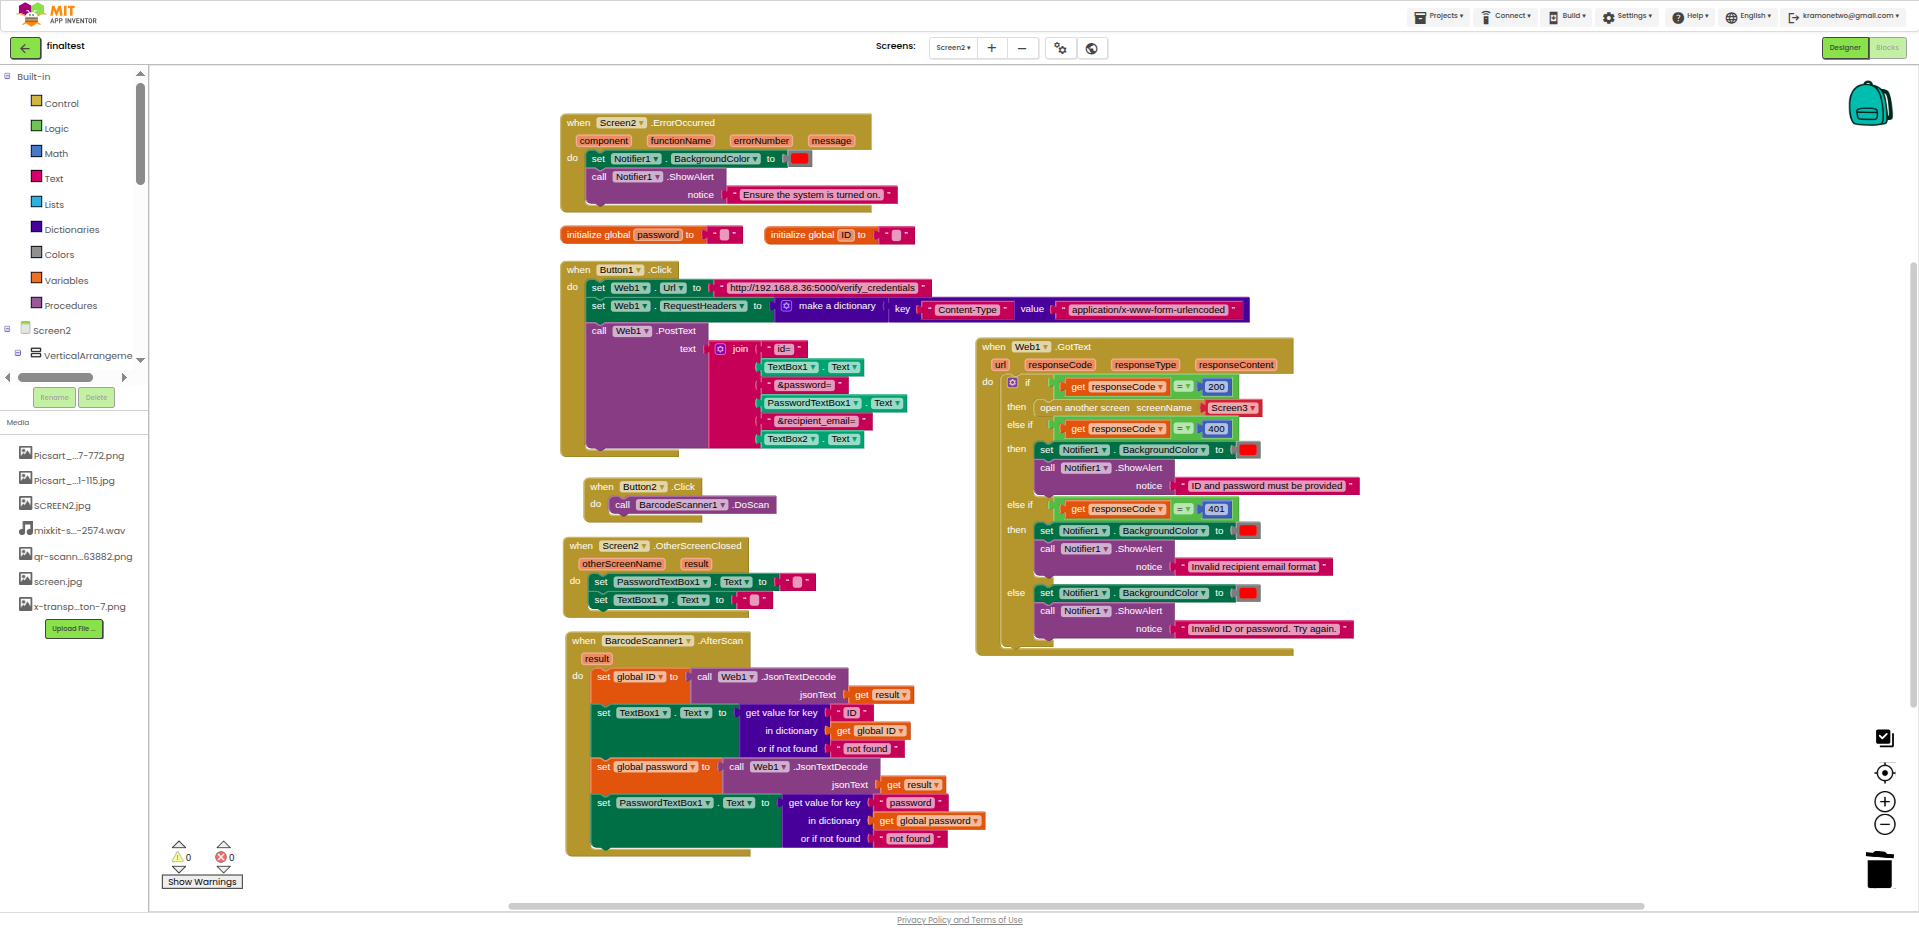 MIT
APP INVENTOR
Projects
Connect
Build
Settings
Help
English
kramonetwo@gmail.com
finaltest
Screens:
Screen2
Designer
Blocks
Built-in
Control
Logic
Math
Text
Lists
Dictionaries
Colors
Variables
Procedures
Screen2
VerticalArrangeme
Rename
Delete
Media
Picsart_...7-772.png
Picsart_...1-115.jpg
SCREEN2.jpg
mixkit-s...-2574.wav
qr-scann...63882.png
screen.jpg
x-transp...ton-7.png
Upload File ...
when Screen2 .ErrorOccurred
component functionName errorNumber message
do set Notifier1 . BackgroundColor to
call Notifier1 .ShowAlert
notice " Ensure the system is turned on. "
initialize global password to " "
initialize global ID to " "
when Button1 .Click
do set Web1 . Url to " http://192.168.8.36:5000/verify_credentials "
set Web1 . RequestHeaders to make a dictionary key " Content-Type " value " application/x-www-form-urlencoded "
call Web1 .PostText
text join " id= "
TextBox1 . Text
" &password= "
PasswordTextBox1 . Text
" &recipient_email= "
TextBox2 . Text
when Button2 .Click
do call BarcodeScanner1 .DoScan
when Screen2 .OtherScreenClosed
otherScreenName result
do set PasswordTextBox1 . Text to " "
set TextBox1 . Text to " "
when BarcodeScanner1 .AfterScan
result
do set global ID to call Web1 .JsonTextDecode
jsonText get result
set TextBox1 . Text to get value for key " ID "
in dictionary get global ID
or if not found " not found "
set global password to call Web1 .JsonTextDecode
jsonText get result
set PasswordTextBox1 . Text to get value for key " password "
in dictionary get global password
or if not found " not found "
when Web1 .GotText
url responseCode responseType responseContent
do if get responseCode = 200
then open another screen screenName Screen3
else if get responseCode = 400
then set Notifier1 . BackgroundColor to
call Notifier1 .ShowAlert
notice " ID and password must be provided "
else if get responseCode = 401
then set Notifier1 . BackgroundColor to
call Notifier1 .ShowAlert
notice " Invalid recipient email format "
else set Notifier1 . BackgroundColor to
call Notifier1 .ShowAlert
notice " Invalid ID or password. Try again. "
0
0
Show Warnings
Privacy Policy and Terms of Use